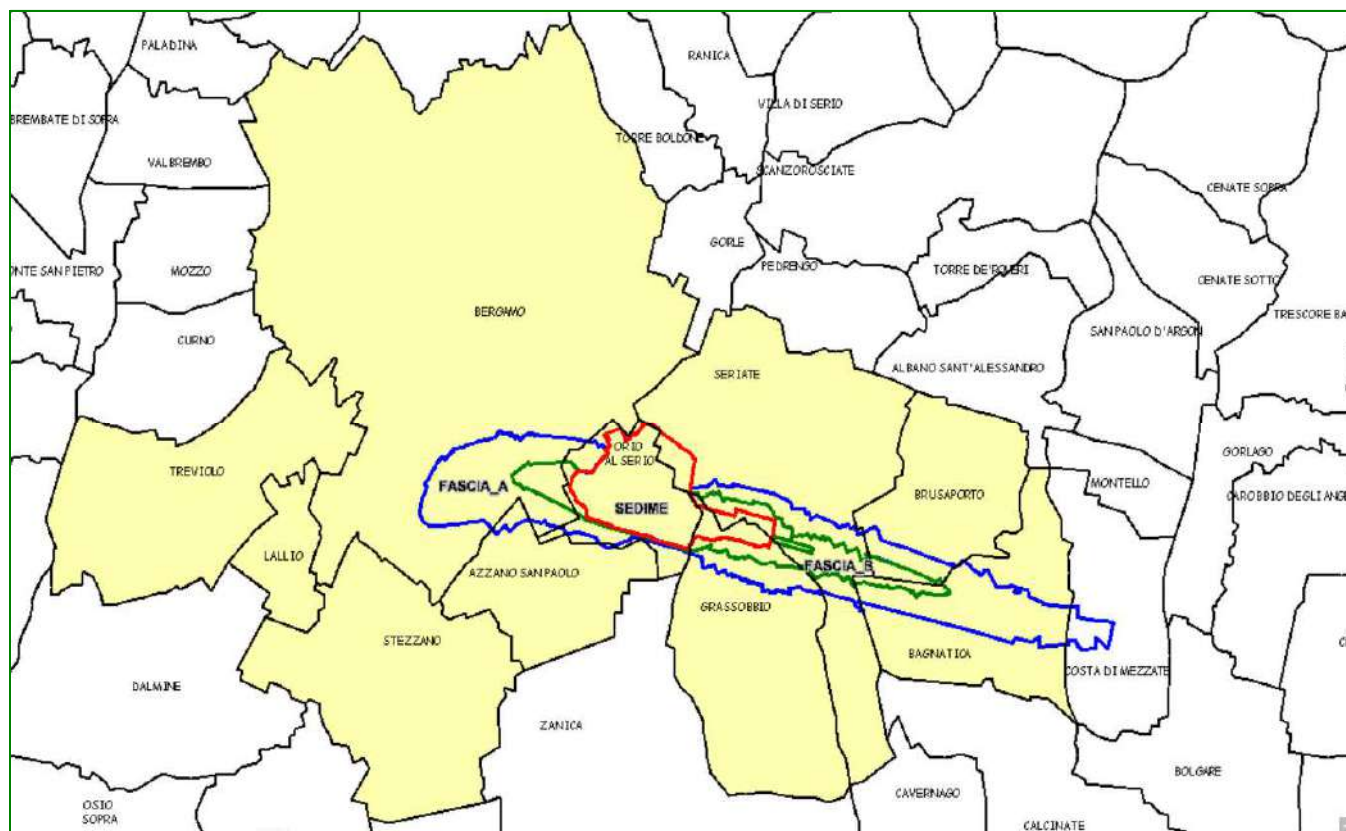 PALADINA
RANICA
VILLA DI SERIO
BREMBATE DI SOPRA
TORRE BOLDONE
VALBREMBO
SCANZOROSCIATE
CENATE SOPRA
GORLE
PEDRENGO
TORRE DE'ROVERI
ONTE SAN PIETRO
MOZZO
CENATE SOTTO
BERGAMO
TRESCORE BA
CURNO
SAN PAOLO D'ARGON
ALBANO SANT'ALESSANDRO
SERIATE
ORIO
AL SERIO
GORLAGO
TREVIOLO
FASCIA_A
MONTELLO
BRUSAPORTO
CAROBBIO DEGLI ANGE
SEDIME
LALLIO
AZZANO SAN PAOLO
FASCIA_B
GRASSOBBIO
STEZZANO
BAGNATICA
COSTA DI MEZZATE
DALMINE
ZANICA
BOLGARE
OSIO
SOPRA
CAVERNAGO
CALCINATE